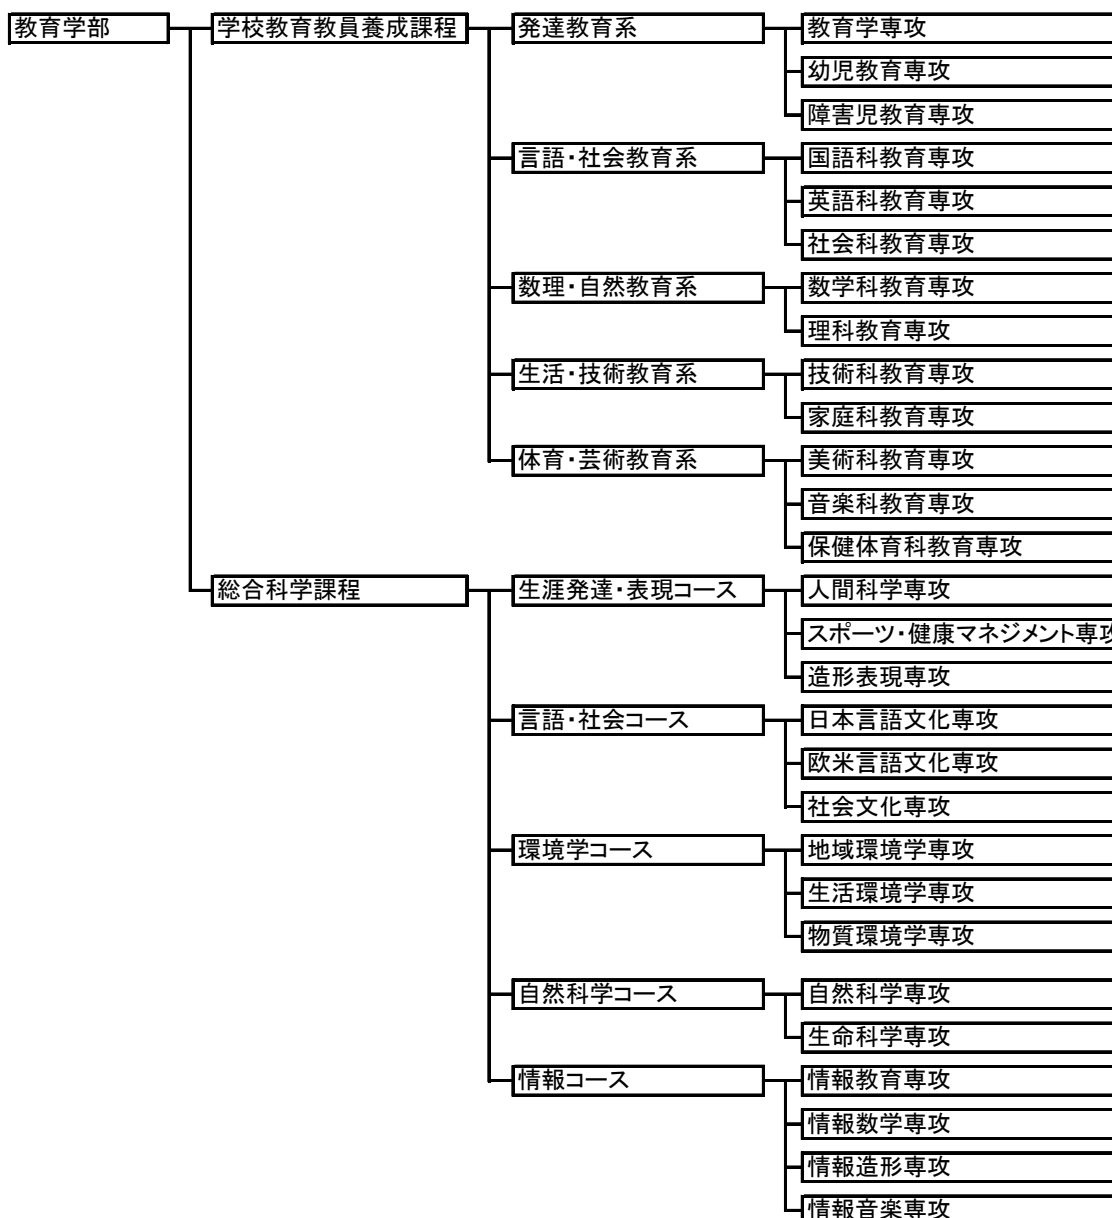 教育学部
学校教育教員養成課程
発達教育系
教育学専攻
幼児教育専攻
障害児教育専攻
言語・社会教育系
国語科教育専攻
英語科教育専攻
社会科教育専攻
数理・自然教育系
数学科教育専攻
理科教育専攻
生活・技術教育系
技術科教育専攻
家庭科教育専攻
体育・芸術教育系
美術科教育専攻
音楽科教育専攻
保健体育科教育専攻
総合科学課程
生涯発達・表現コース
人間科学専攻
スポーツ・健康マネジメント専攻
造形表現専攻
言語・社会コース
日本言語文化専攻
欧米言語文化専攻
社会文化専攻
環境学コース
地域環境学専攻
生活環境学専攻
物質環境学専攻
自然科学コース
自然科学専攻
生命科学専攻
情報コース
情報教育専攻
情報数学専攻
情報造形専攻
情報音楽専攻